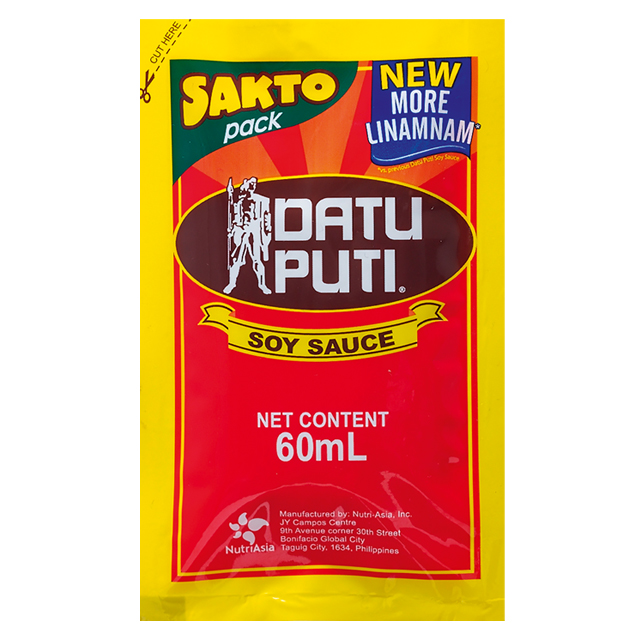 CUT HERE
SAKTO
pack
NEW
MORE
LINAMNAM*
*vs. previous Datu Puti Soy Sauce
DATU
PUTI®
SOY SAUCE
NET CONTENT
60mL
NutriAsia
Manufactured by: Nutri-Asia, Inc.
JY Campos Centre
9th Avenue corner 30th Street
Bonifacio Global City
Taguig City, 1634, Philippines